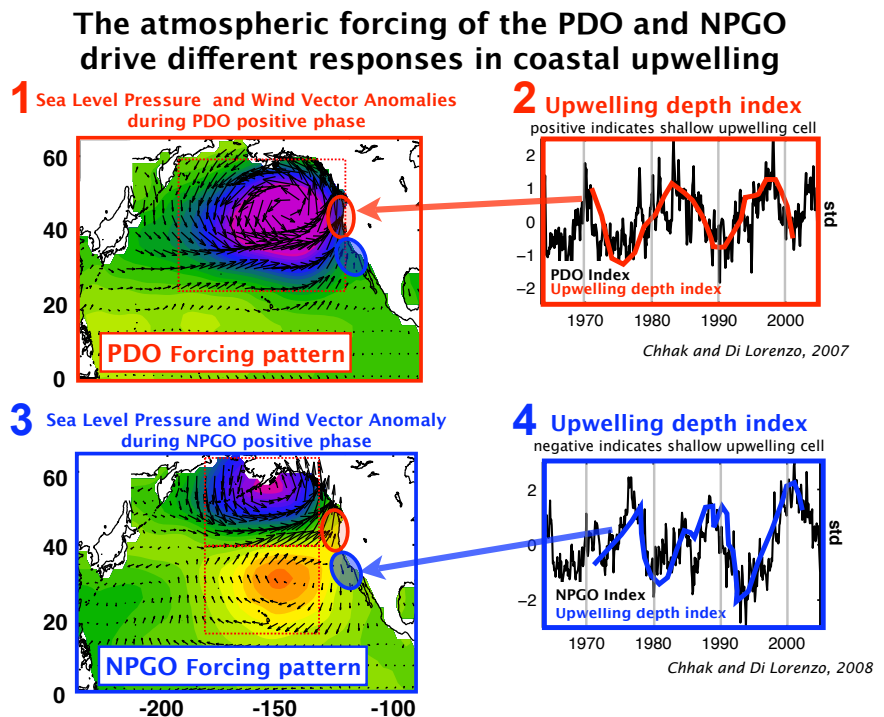 The atmospheric forcing of the PDO and NPGO
drive different responses in coastal upwelling
1 Sea Level Pressure and Wind Vector Anomalies
during PDO positive phase
60
40
20
0
PDO Forcing pattern
2 Upwelling depth index
positive indicates shallow upwelling cell
2
1
0
−1
−2
std
PDO Index
Upwelling depth index
1970 1980 1990 2000
Chhak and Di Lorenzo, 2007
3 Sea Level Pressure and Wind Vector Anomaly
during NPGO positive phase
60
40
20
0
NPGO Forcing pattern
-200 -150 -100
4 Upwelling depth index
negative indicates shallow upwelling cell
2
0
−2
std
NPGO Index
Upwelling depth index
1970 1980 1990 2000
Chhak and Di Lorenzo, 2008